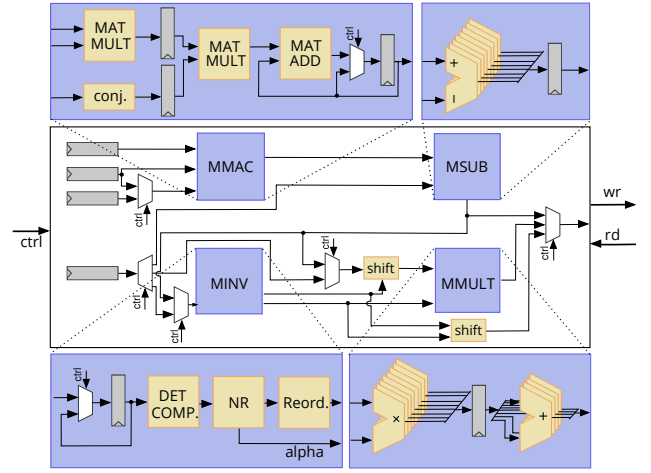 MAT
MULT
conj.
MAT
MULT
MAT
ADD
ctrl
+
-
MMAC
MSUB
ctrl
ctrl
wr
rd
ctrl
ctrl
shift
MMULT
MINV
ctrl
ctrl
shift
ctrl
DET
COMP.
NR
Reord.
alpha
×
+